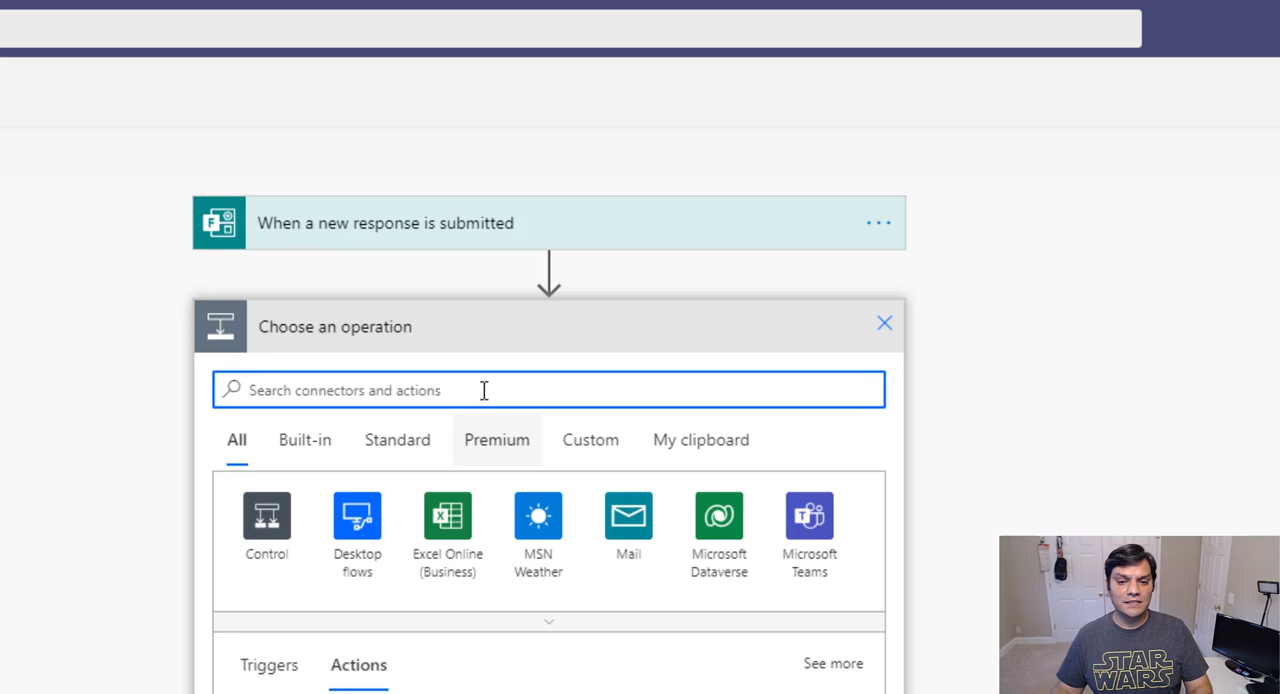 When a new response is submitted
Choose an operation
Search connectors and actions
All Built-in Standard Premium Custom My clipboard
Control
Desktop flows
Excel Online (Business)
MSN Weather
Mail
Microsoft Dataverse
Microsoft Teams
Triggers Actions See more
STAR WARS